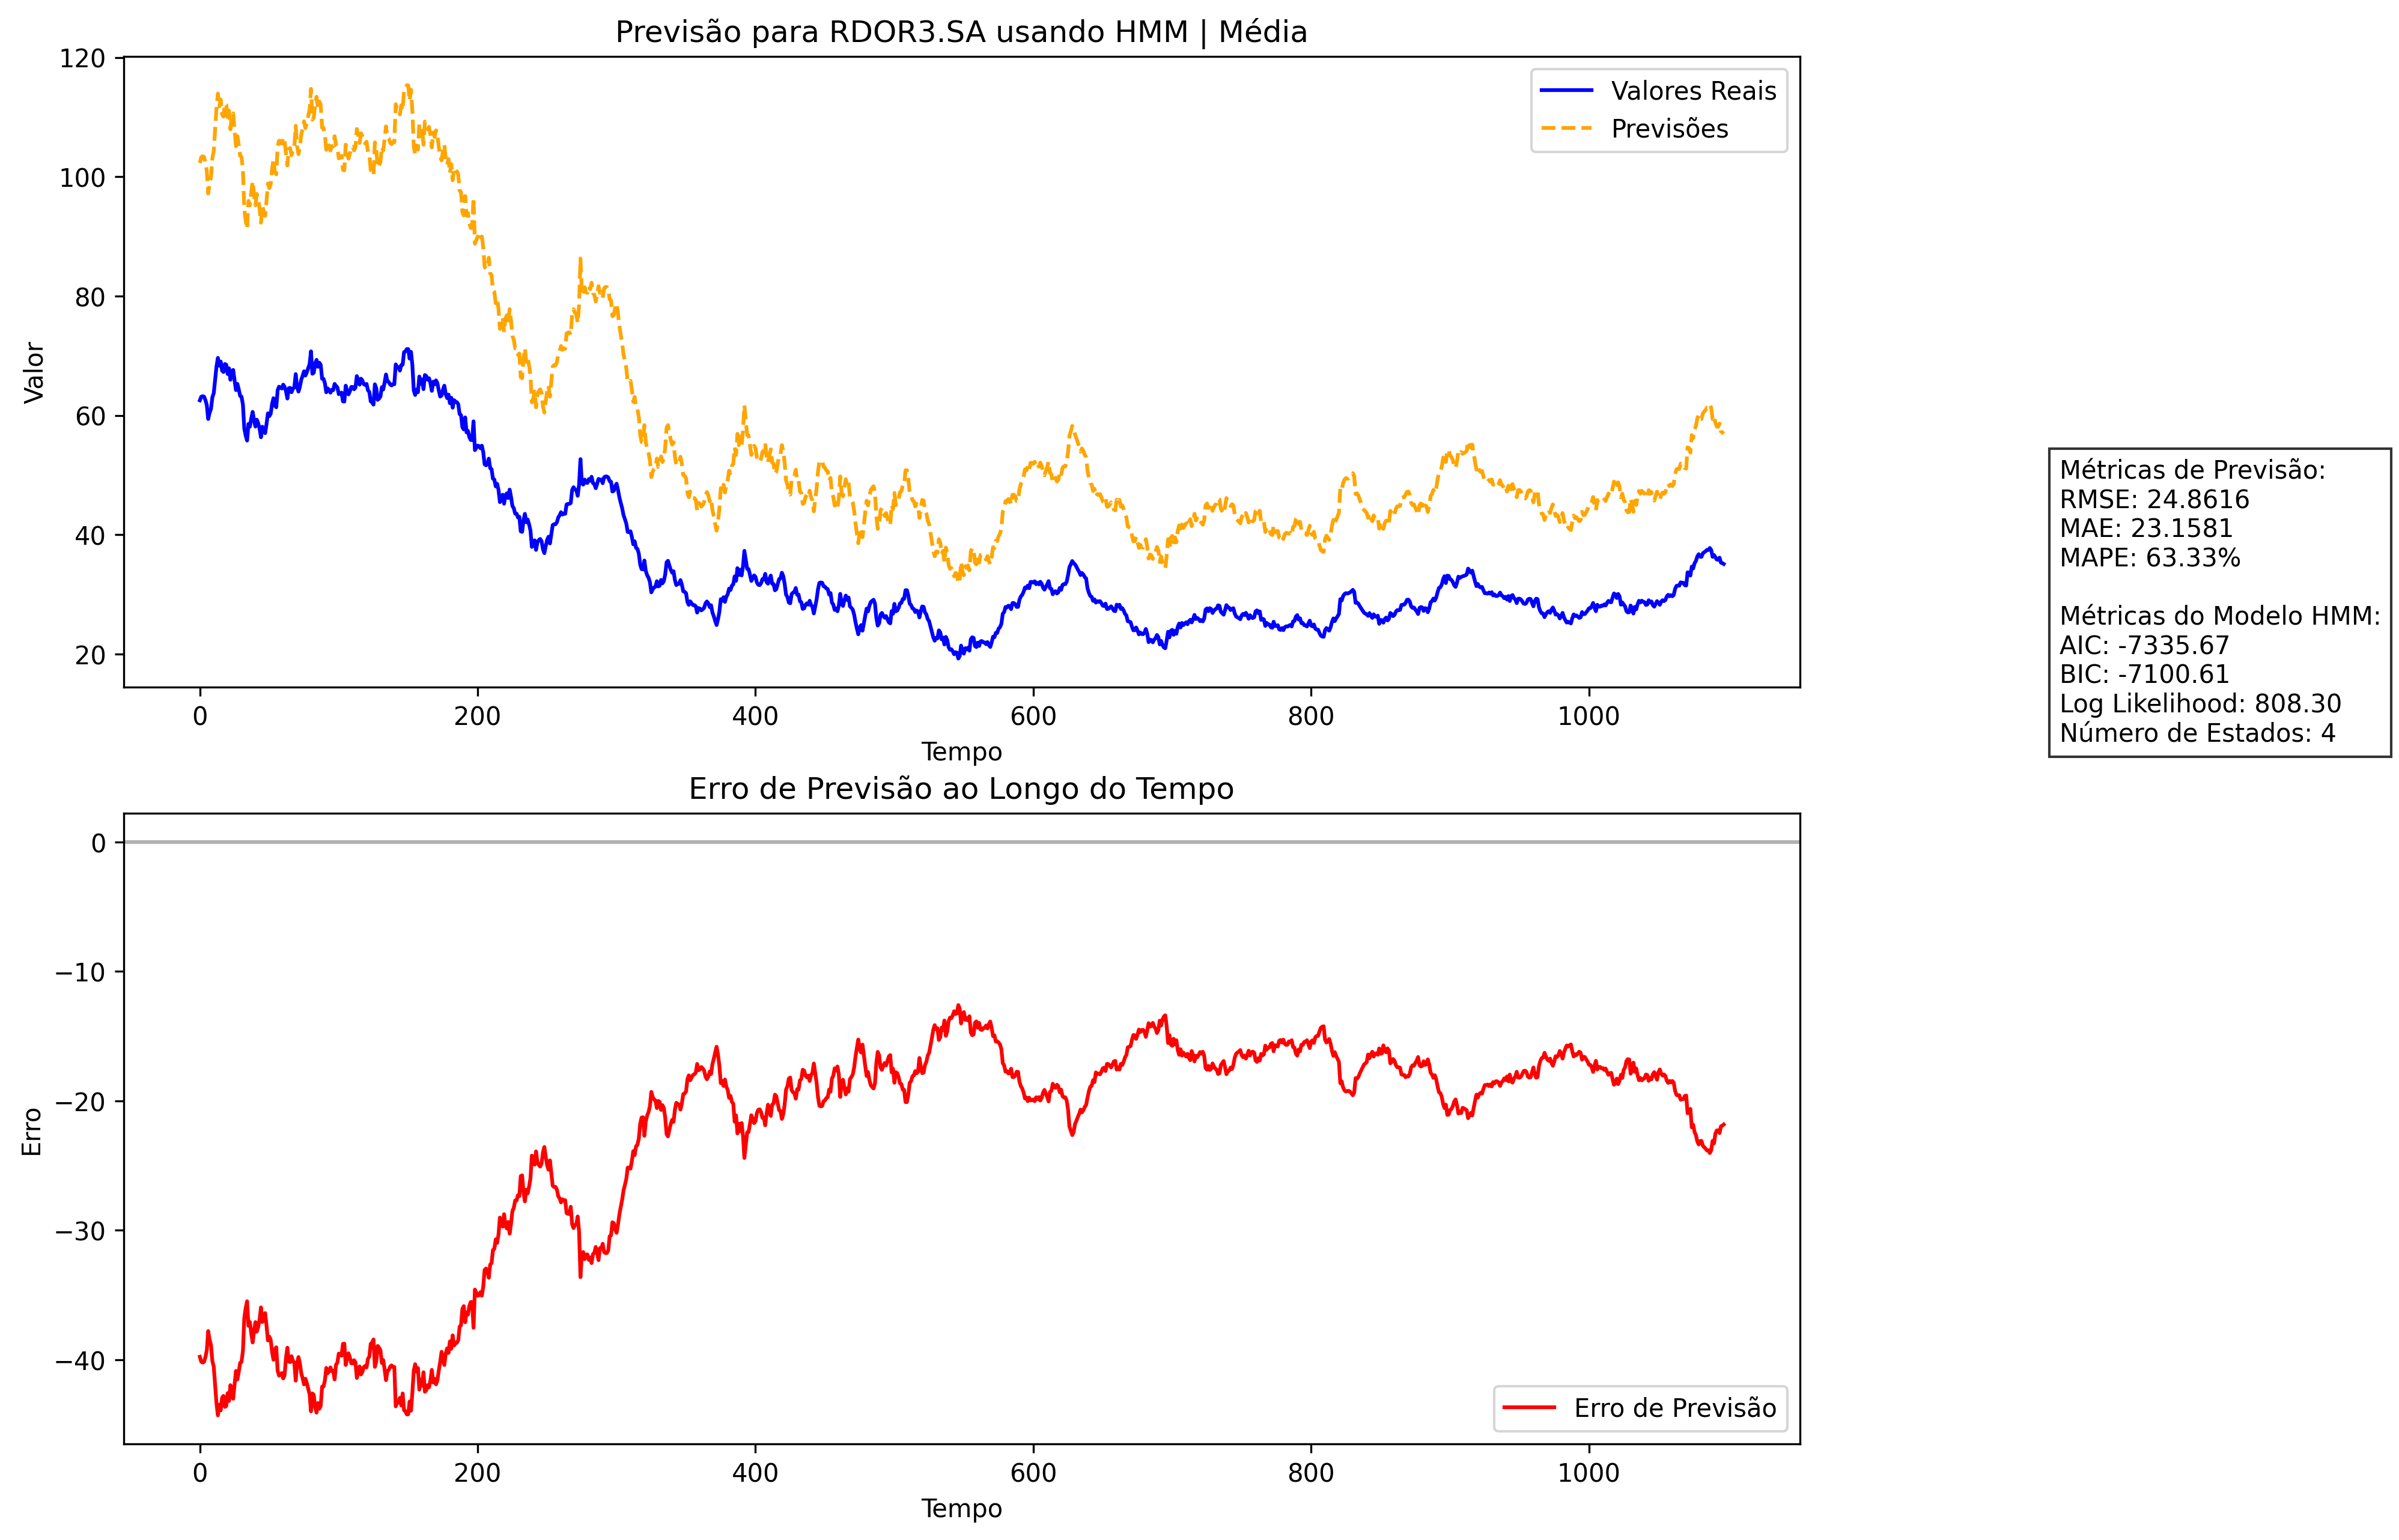 Previsão para RDOR3.SA usando HMM | Média
120
100
80
60
40
20
Valor
Valores Reais
Previsões
0 200 400 600 800 1000
Tempo
Métricas de Previsão:
RMSE: 24.8616
MAE: 23.1581
MAPE: 63.33%
Métricas do Modelo HMM:
AIC: -7335.67
BIC: -7100.61
Log Likelihood: 808.30
Número de Estados: 4
Erro de Previsão ao Longo do Tempo
0
−10
−20
−30
−40
Erro
Erro de Previsão
0 200 400 600 800 1000
Tempo